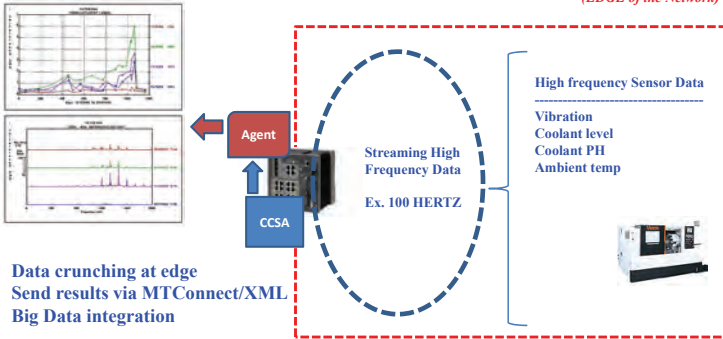 (EDGE of the Network)
High frequency Sensor Data
Vibration
Coolant level
Coolant PH
Ambient temp
Agent
Streaming High
Frequency Data
Ex. 100 HERTZ
CCSA
Data crunching at edge
Send results via MTConnect/XML
Big Data integration